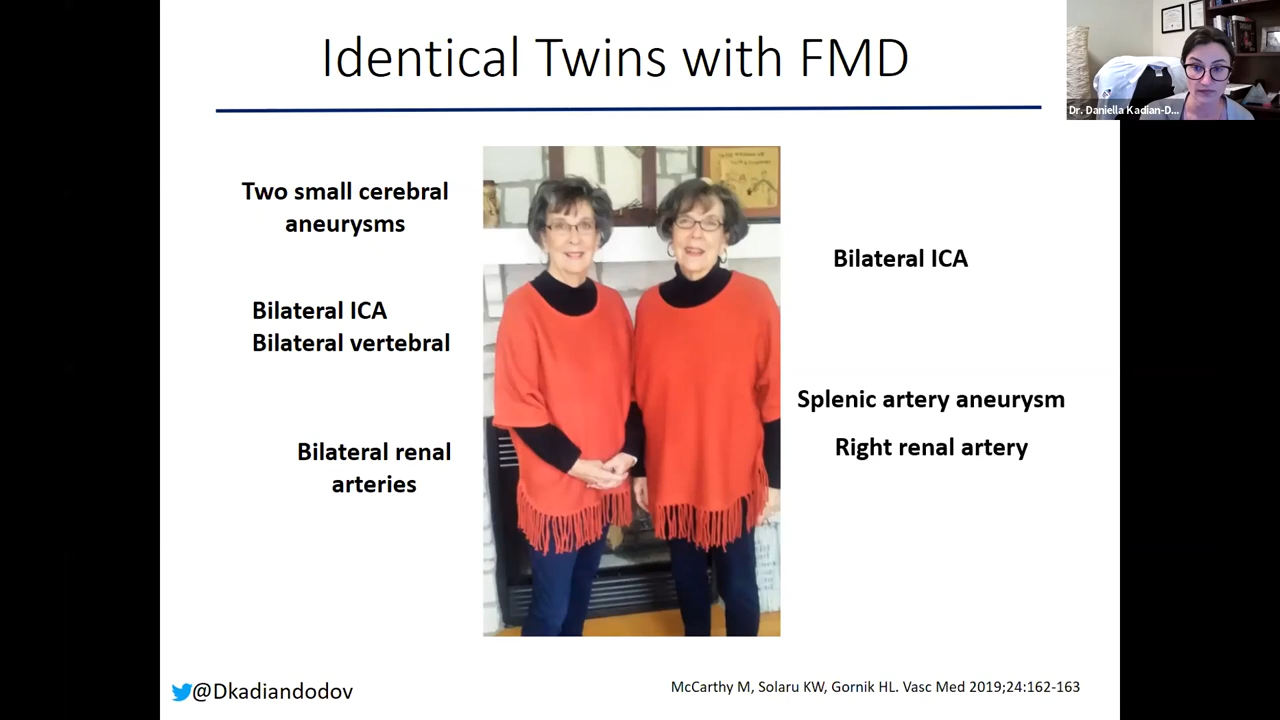 Identical Twins with FMD
Dr. Daniella Kadian-D...
Two small cerebral
aneurysms
Bilateral ICA
Bilateral ICA
Bilateral vertebral
Splenic artery aneurysm
Right renal artery
Bilateral renal
arteries
@Dkadiandodov
McCarthy M, Solaru KW, Gornik HL. Vasc Med 2019;24:162-163